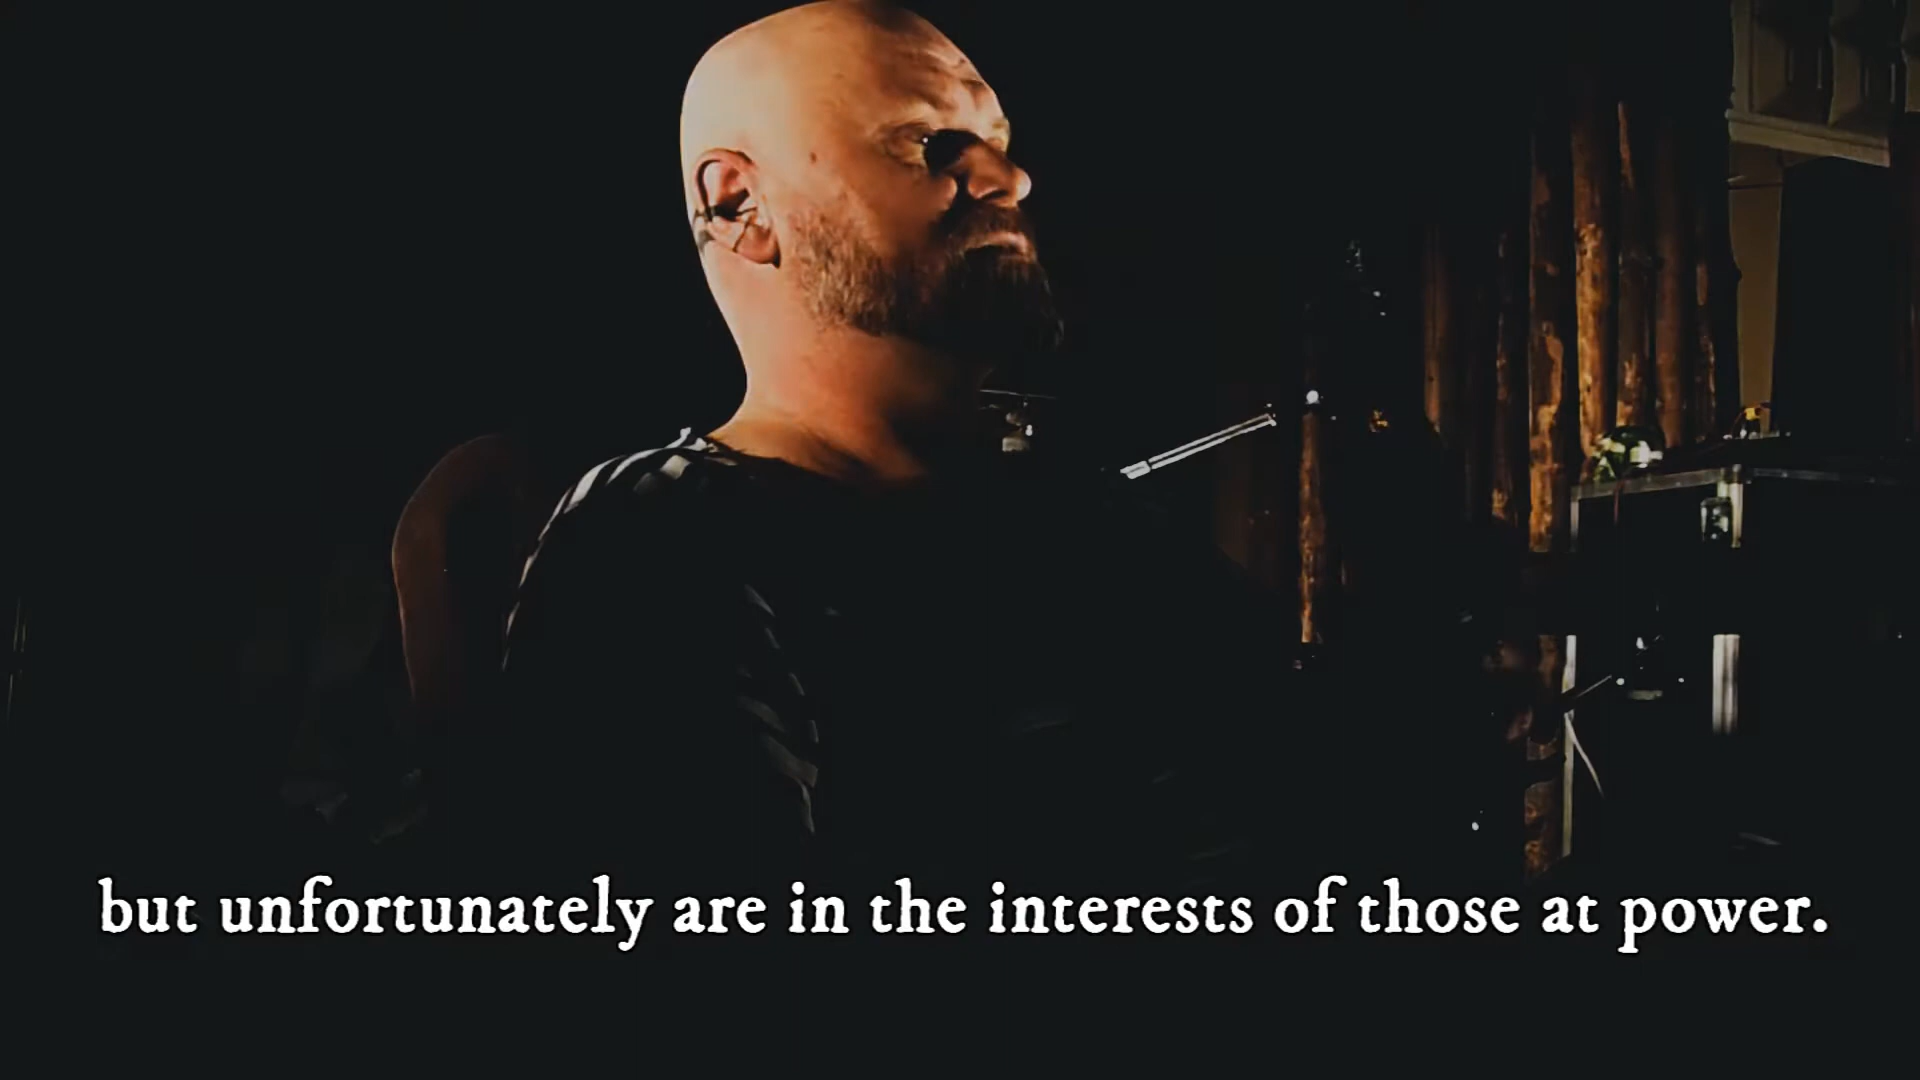 but unfortunately are in the interests of those at power.